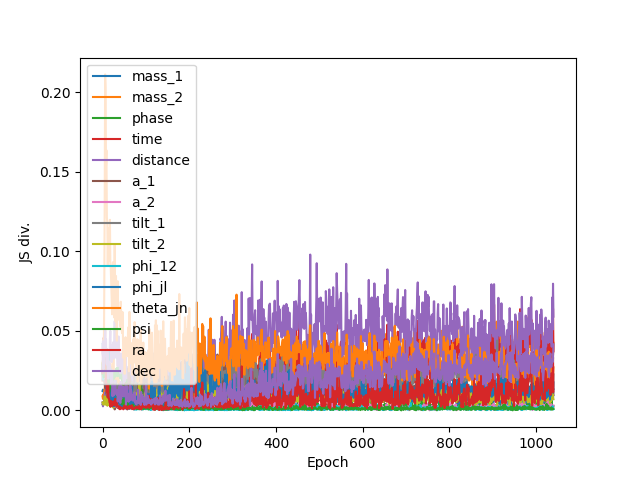 mass_1
mass_2
phase
time
distance
a_1
a_2
tilt_1
tilt_2
phi_12
phi_jl
theta_jn
psi
ra
dec
JS div.
0.20
0.15
0.10
0.05
0.00
0
200
400
600
800
1000
Epoch